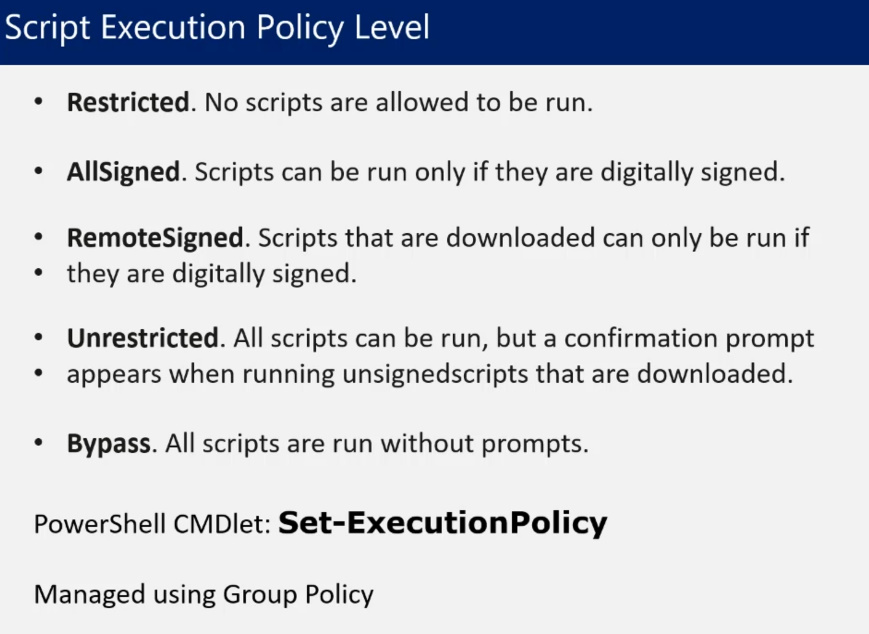 Script Execution Policy Level
• Restricted. No scripts are allowed to be run.
• AllSigned. Scripts can be run only if they are digitally signed.
• RemoteSigned. Scripts that are downloaded can only be run if
• they are digitally signed.
• Unrestricted. All scripts can be run, but a confirmation prompt
• appears when running unsignedscripts that are downloaded.
• Bypass. All scripts are run without prompts.
PowerShell CMDlet: Set-ExecutionPolicy
Managed using Group Policy